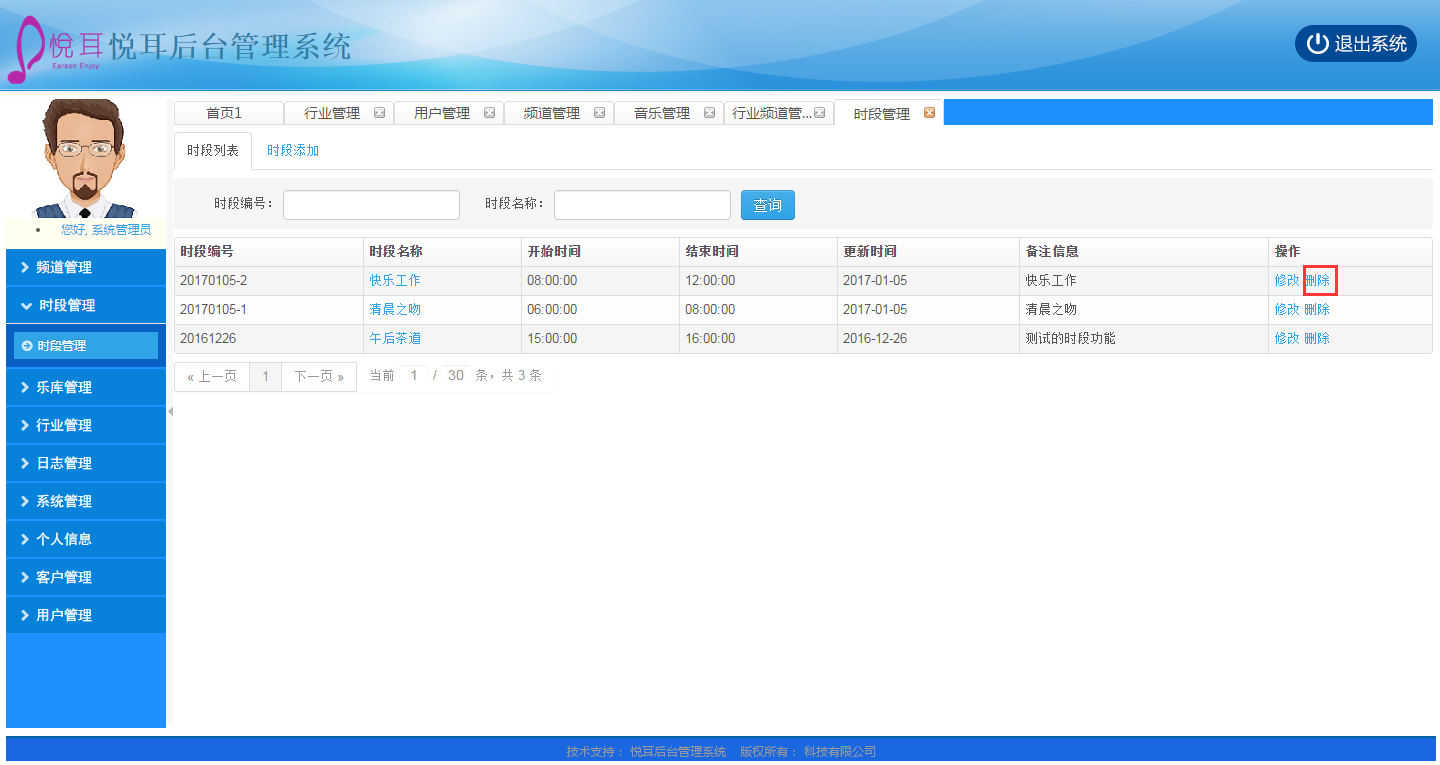 悦耳 悦耳后台管理系统
Earson Enjoy
退出系统
首页1 行业管理 用户管理 频道管理 音乐管理 行业频道管... 时段管理
时段列表 时段添加
时段编号： 时段名称： 查询
您好, 系统管理员
频道管理
时段管理
时段管理
乐库管理
行业管理
日志管理
系统管理
个人信息
客户管理
用户管理
时段编号 时段名称 开始时间 结束时间 更新时间 备注信息 操作
20170105-2 快乐工作 08:00:00 12:00:00 2017-01-05 快乐工作 修改 删除
20170105-1 清晨之吻 06:00:00 08:00:00 2017-01-05 清晨之吻 修改 删除
20161226 午后茶道 15:00:00 16:00:00 2016-12-26 测试的时段功能 修改 删除
« 上一页 1 下一页 » 当前 1 / 30 条，共 3 条
技术支持： 悦耳后台管理系统 版权所有： 科技有限公司